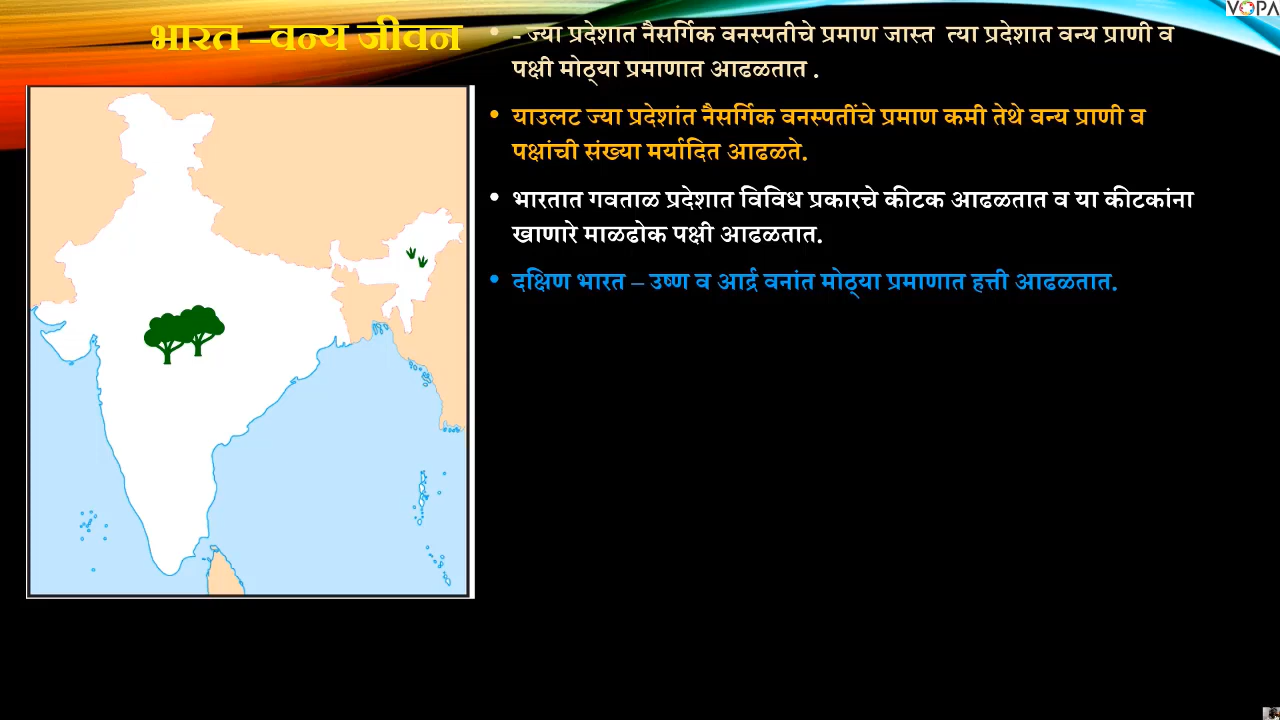 VOPA
भारत –वन्य जीवन
• - ज्या प्रदेशात नैसर्गिक वनस्पतीचे प्रमाण जास्त त्या प्रदेशात वन्य प्राणी व
पक्षी मोठ्या प्रमाणात आढळतात .
• याउलट ज्या प्रदेशांत नैसर्गिक वनस्पतींचे प्रमाण कमी तेथे वन्य प्राणी व
पक्षांची संख्या मर्यादित आढळते.
• भारतात गवताळ प्रदेशात विविध प्रकारचे कीटक आढळतात व या कीटकांना
खाणारे माळढोक पक्षी आढळतात.
• दक्षिण भारत – उष्ण व आर्द्र वनांत मोठ्या प्रमाणात हत्ती आढळतात.